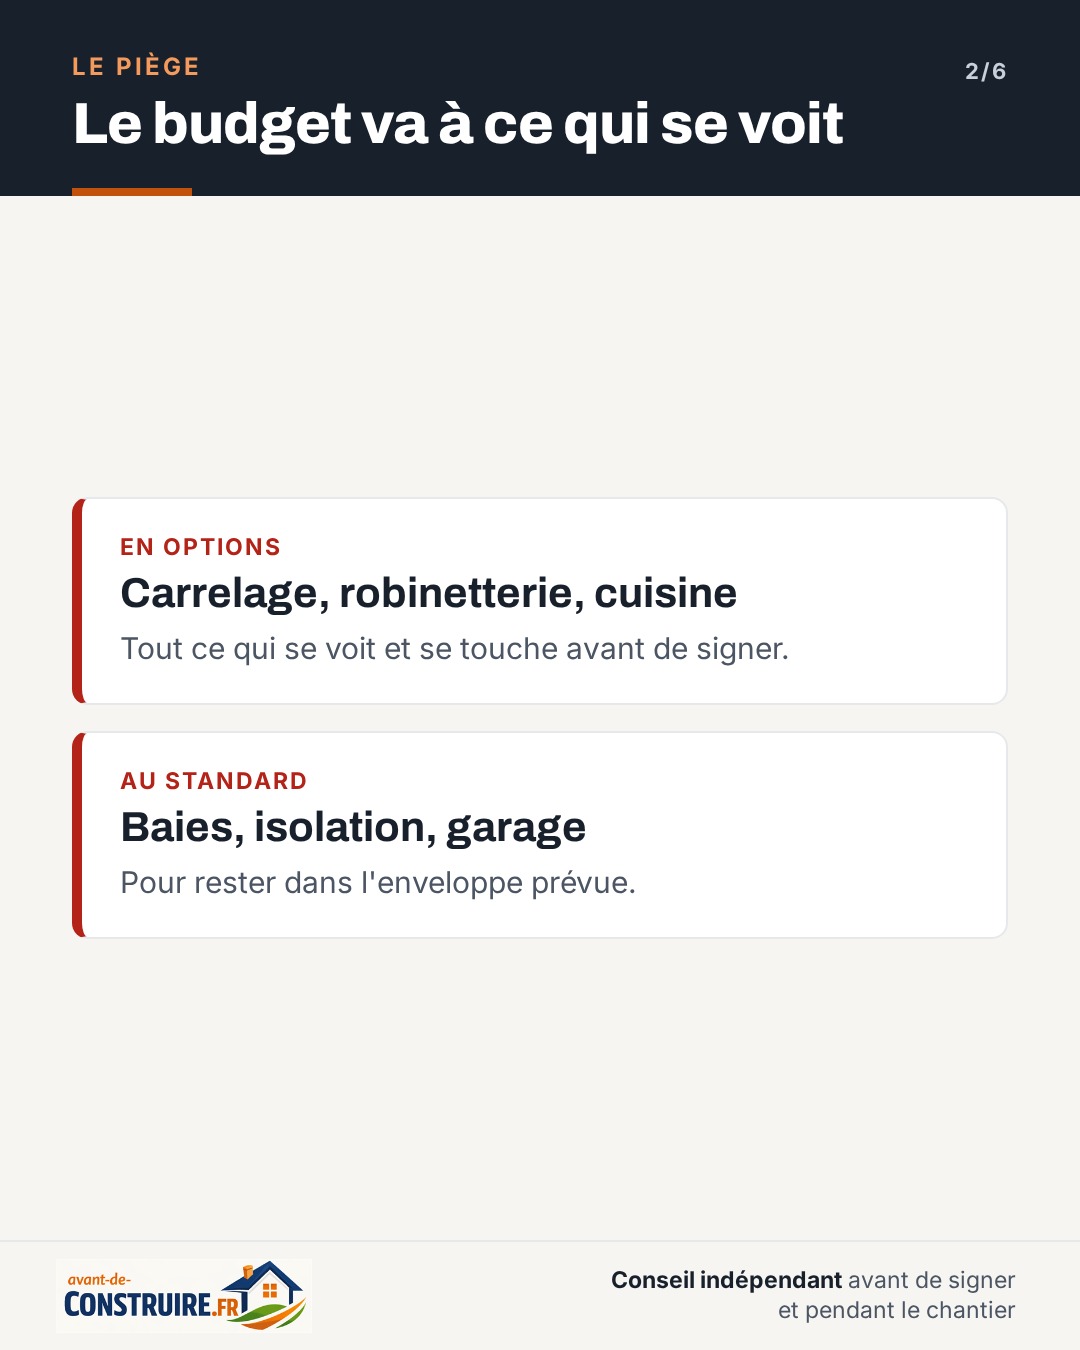 LE PIÈGE
2/6
Le budget va à ce qui se voit
EN OPTIONS
Carrelage, robinetterie, cuisine
Tout ce qui se voit et se touche avant de signer.
AU STANDARD
Baies, isolation, garage
Pour rester dans l'enveloppe prévue.
avant-de-
CONSTRUIRE.FR
Conseil indépendant avant de signer
et pendant le chantier